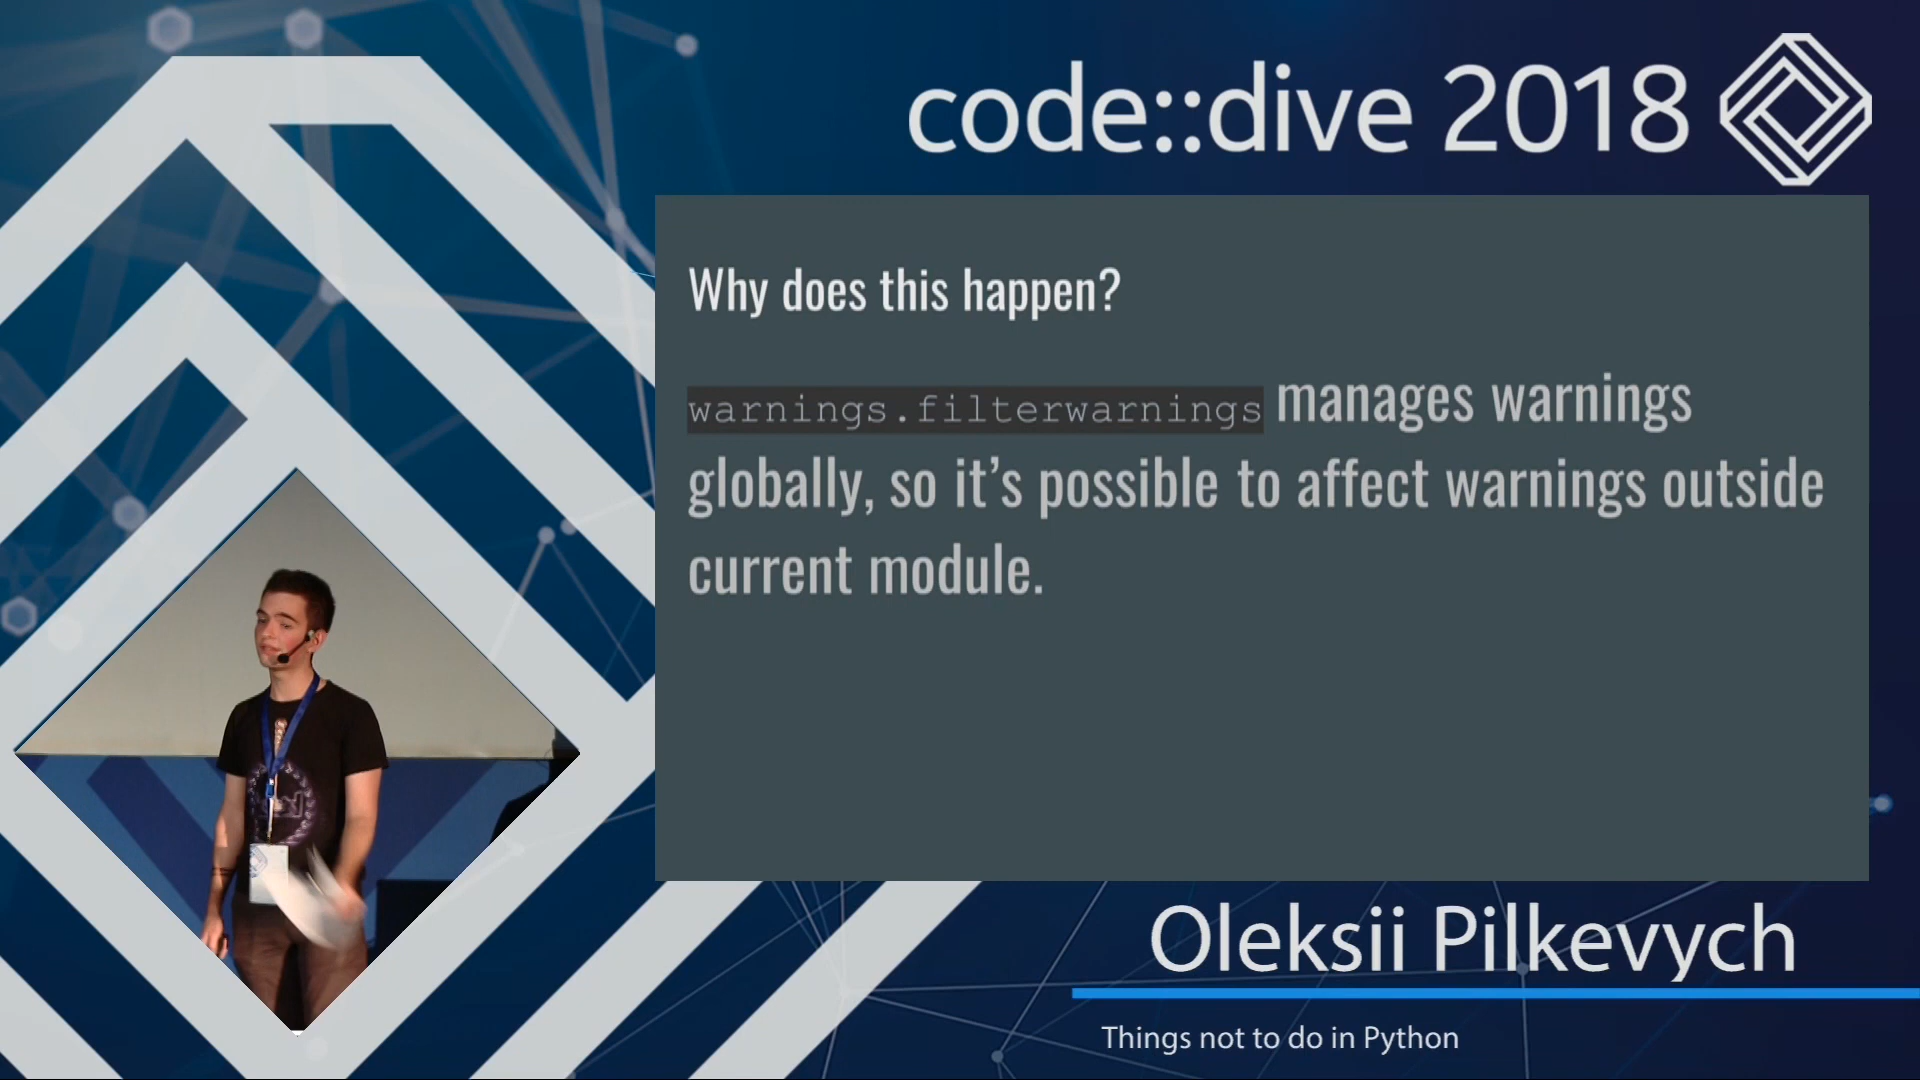 code::dive 2018
Why does this happen?
warnings.filterwarnings manages warnings
globally, so it’s possible to affect warnings outside
current module.
Oleksii Pilkevych
Things not to do in Python